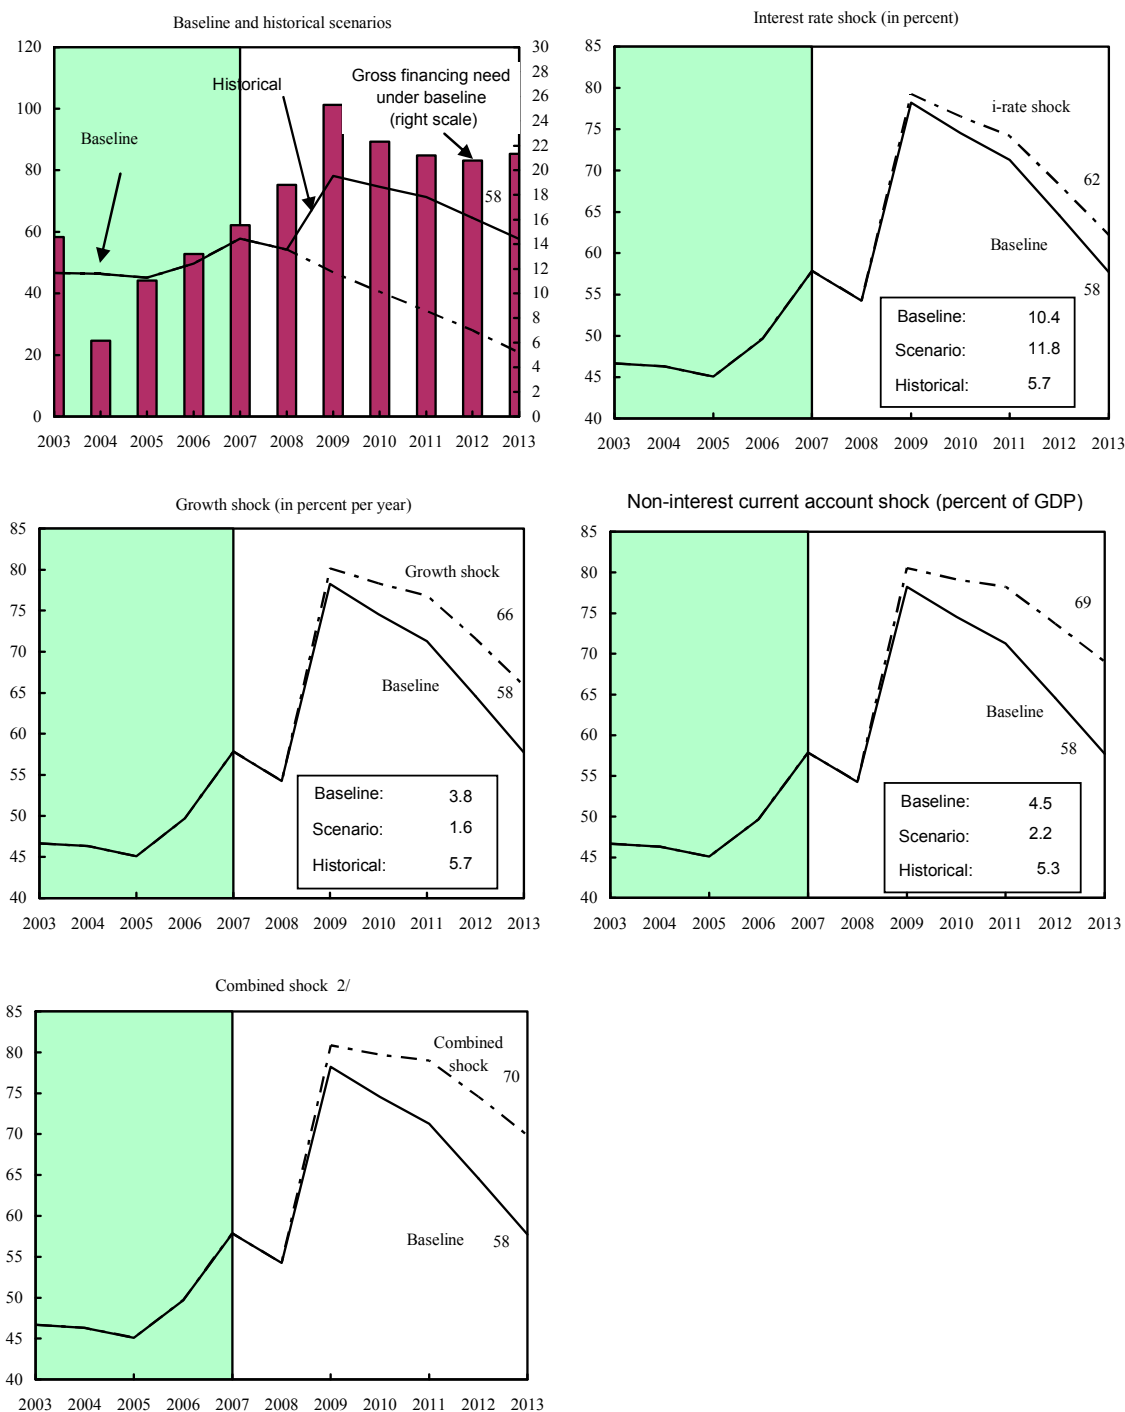 Baseline and historical scenarios
120
100
80
60
40
20
0
30
28
26
24
22
20
18
16
14
12
10
8
6
4
2
0
Historical
Gross financing need
under baseline
(right scale)
Baseline
58
2003 2004 2005 2006 2007 2008 2009 2010 2011 2012 2013
Interest rate shock (in percent)
85
80
75
70
65
60
55
50
45
40
i-rate shock
62
Baseline
58
Baseline: 10.4
Scenario: 11.8
Historical: 5.7
2003 2004 2005 2006 2007 2008 2009 2010 2011 2012 2013
Growth shock (in percent per year)
85
80
75
70
65
60
55
50
45
40
Growth shock
66
Baseline
58
Baseline: 3.8
Scenario: 1.6
Historical: 5.7
2003 2004 2005 2006 2007 2008 2009 2010 2011 2012 2013
Non-interest current account shock (percent of GDP)
85
80
75
70
65
60
55
50
45
40
69
Baseline
58
Baseline: 4.5
Scenario: 2.2
Historical: 5.3
2003 2004 2005 2006 2007 2008 2009 2010 2011 2012 2013
Combined shock 2/
85
80
75
70
65
60
55
50
45
40
Combined
shock
70
Baseline
58
2003 2004 2005 2006 2007 2008 2009 2010 2011 2012 2013